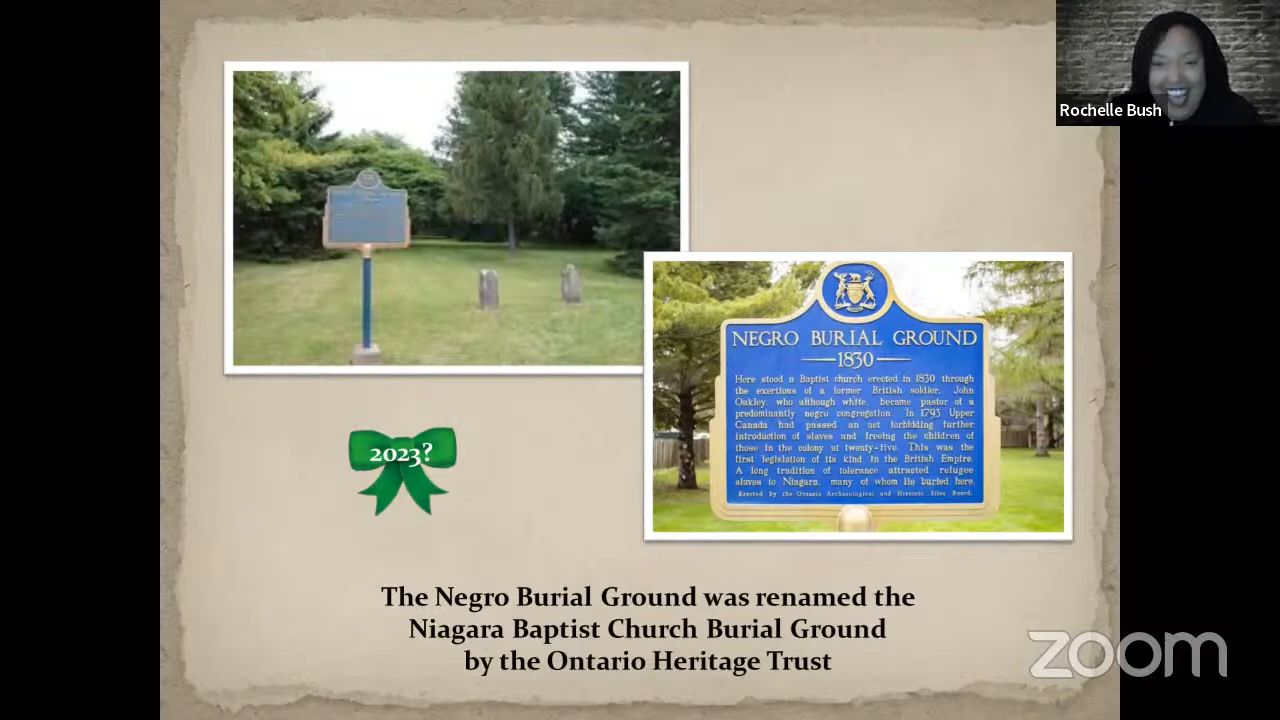 Rochelle Bush
NEGRO BURIAL GROUND
1830
Here stood a Baptist church erected in 1830 through
the exertions of a former British soldier, John
Oakley, who although white, became pastor of a
predominantly negro congregation. In 1793 Upper
Canada had passed an act forbidding further
introduction of slaves and freeing the children of
those in the colony at twenty-five. This was the
first legislation of its kind in the British Empire.
A long tradition of tolerance attracted refugee
slaves to Niagara, many of whom lie buried here.
Erected by the Ontario Archaeological and Historic Sites Board.
2023?
The Negro Burial Ground was renamed the
Niagara Baptist Church Burial Ground
by the Ontario Heritage Trust
zoom